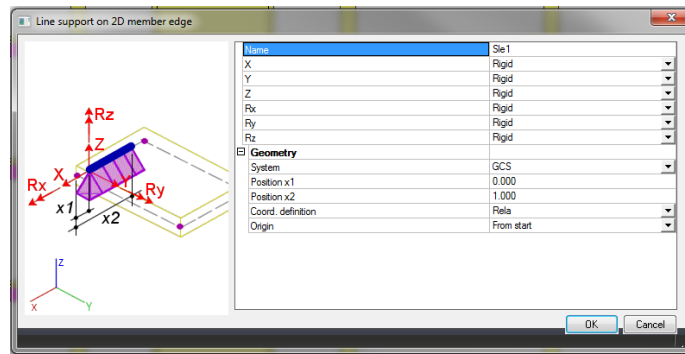 Line support on 2D member edge
Name Sle1
X Rigid
Y Rigid
Z Rigid
Rx Rigid
Ry Rigid
Rz Rigid
Geometry
System GCS
Position x1 0.000
Position x2 1.000
Coord. definition Rela
Origin From start
Rz
Z
X
Rx
Y
Ry
x1
x2
Z
X
Y
OK Cancel